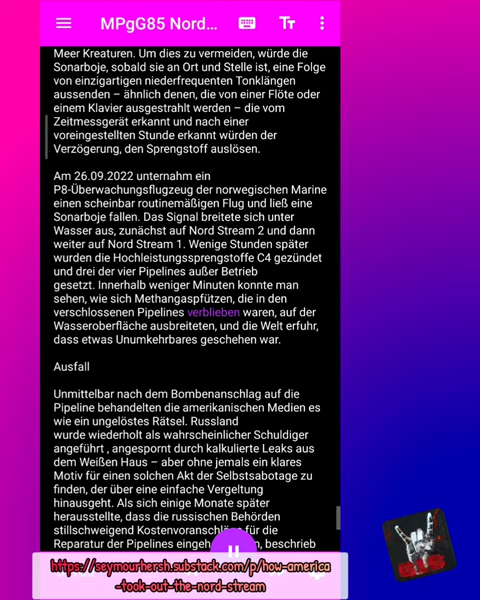 MPgG85 Nord...
Meer Kreaturen. Um dies zu vermeiden, würde die
Sonarboje, sobald sie an Ort und Stelle ist, eine Folge
von einzigartigen niederfrequenten Tonklängen
aussenden – ähnlich denen, die von einer Flöte oder
einem Klavier ausgestrahlt werden – die vom
Zeitmessgerät erkannt und nach einer
voreingestellten Stunde erkannt würden der
Verzögerung, den Sprengstoff auslösen.
Am 26.09.2022 unternahm ein
P8-Überwachungsflugzeug der norwegischen Marine
einen scheinbar routinemäßigen Flug und ließ eine
Sonarboje fallen. Das Signal breitete sich unter
Wasser aus, zunächst auf Nord Stream 2 und dann
weiter auf Nord Stream 1. Wenige Stunden später
wurden die Hochleistungssprengstoffe C4 gezündet
und drei der vier Pipelines außer Betrieb
gesetzt. Innerhalb weniger Minuten konnte man
sehen, wie sich Methangaspfützen, die in den
verschlossenen Pipelines verblieben waren, auf der
Wasseroberfläche ausbreiteten, und die Welt erfuhr,
dass etwas Unumkehrbares geschehen war.
Ausfall
Unmittelbar nach dem Bombenanschlag auf die
Pipeline behandelten die amerikanischen Medien es
wie ein ungelöstes Rätsel. Russland
wurde wiederholt als wahrscheinlicher Schuldiger
angeführt , angespornt durch kalkulierte Leaks aus
dem Weißen Haus – aber ohne jemals ein klares
Motiv für einen solchen Akt der Selbstsabotage zu
finden, der über eine einfache Vergeltung
hinausgeht. Als sich einige Monate später
herausstellte, dass die russischen Behörden
stillschweigend Kostenvoranschläge für die
Reparatur der Pipelines beschrieb
https://seymourhersh.substack.com/p/how-america
-took-out-the-nord-stream